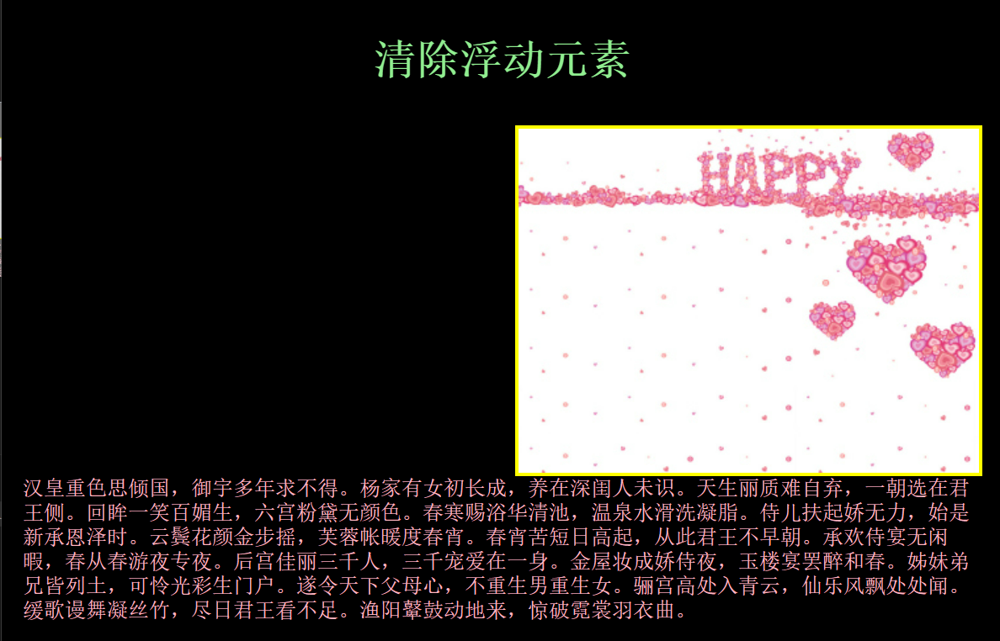 清除浮动元素
HAPPY
汉皇重色思倾国，御宇多年求不得。杨家有女初长成，养在深闺人未识。天生丽质难自弃，一朝选在君
王侧。回眸一笑百媚生，六宫粉黛无颜色。春寒赐浴华清池，温泉水滑洗凝脂。侍儿扶起娇无力，始是
新承恩泽时。云鬓花颜金步摇，芙蓉帐暖度春宵。春宵苦短日高起，从此君王不早朝。承欢侍宴无闲
暇，春从春游夜专夜。后宫佳丽三千人，三千宠爱在一身。金屋妆成娇侍夜，玉楼宴罢醉和春。姊妹弟
兄皆列土，可怜光彩生门户。遂令天下父母心，不重生男重生女。骊宫高处入青云，仙乐风飘处处闻。
缓歌谩舞凝丝竹，尽日君王看不足。渔阳鼙鼓动地来，惊破霓裳羽衣曲。